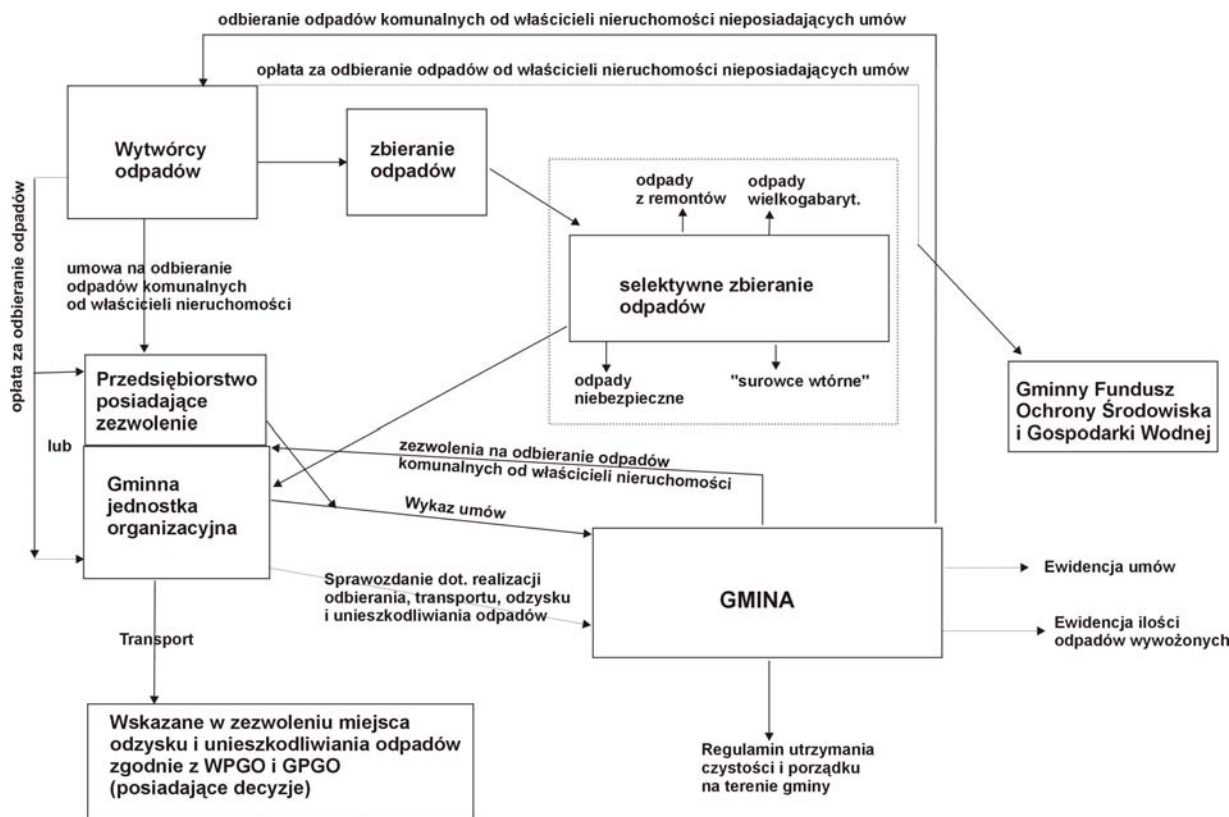 odbieranie odpadów komunalnych od właścicieli nieruchomości nieposiadających umów
opłata za odbieranie odpadów od właścicieli nieruchomości nieposiadających umów
Wytwórcy
odpadów
zbieranie
odpadów
odpady
z remontów
odpady
wielkogabaryt.
selektywne zbieranie
odpadów
odpady
niebezpieczne
"surowce wtórne"
opłata za odbieranie odpadów
umowa na odbieranie
odpadów komunalnych
od właścicieli nieruchomości
Przedsiębiorstwo
posiadające
zezwolenie
lub
Gminna
jednostka
organizacyjna
Gminny Fundusz
Ochrony Środowiska
i Gospodarki Wodnej
zezwolenia na odbieranie odpadów
komunalnych od właścicieli nieruchomości
Wykaz umów
Sprawozdanie dot. realizacji
odbierania, transportu, odzysku
i unieszkodliwiania odpadów
GMINA
Ewidencja umów
Ewidencja ilości
odpadów wywożonych
Transport
Wskazane w zezwoleniu miejsca
odzysku i unieszkodliwiania odpadów
zgodnie z WPGO i GPGO
(posiadające decyzje)
Regulamin utrzymania
czystości i porządku
na terenie gminy